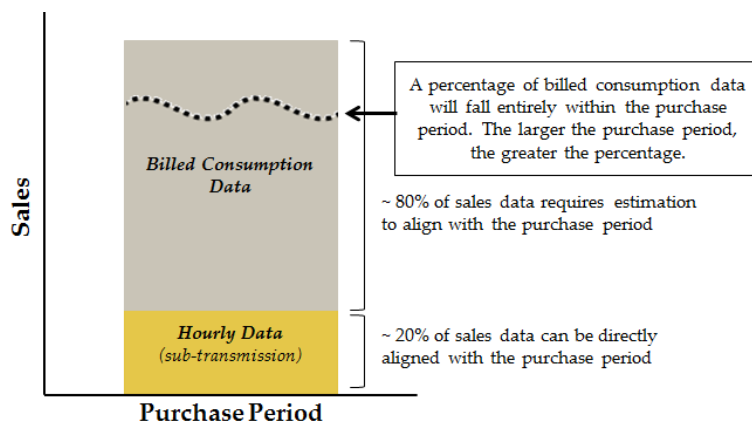 A percentage of billed consumption data
will fall entirely within the purchase
period. The larger the purchase period,
the greater the percentage.
Billed Consumption
Data
~ 80% of sales data requires estimation
to align with the purchase period
Sales
Hourly Data
(sub-transmission)
~ 20% of sales data can be directly
aligned with the purchase period
Purchase Period